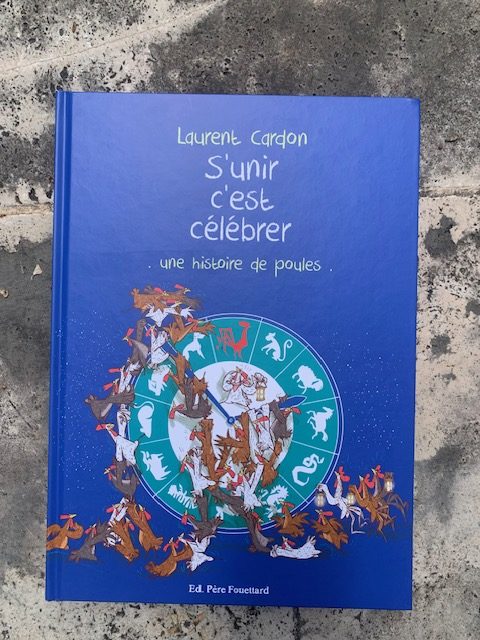 Laurent Cardon
S'unir
c'est
célébrer
. une histoire de poules .
Ed. Père Fouettard